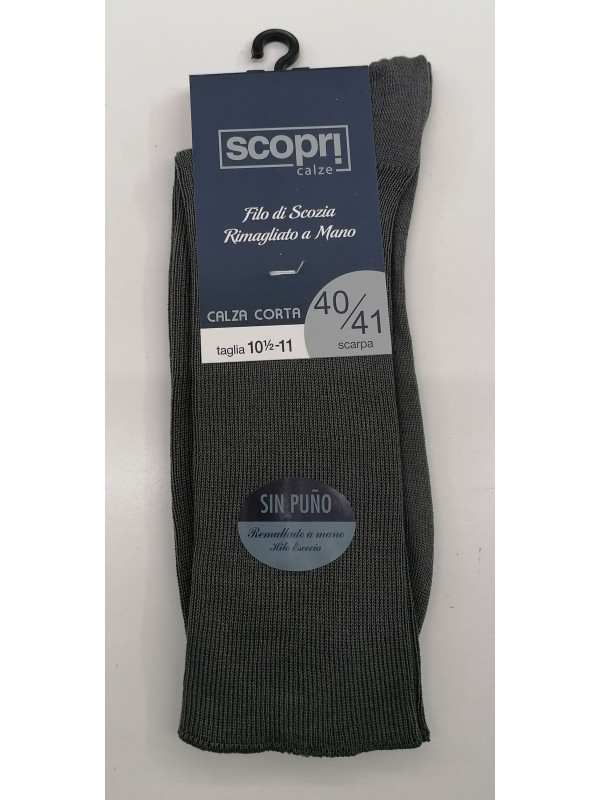 scopri
calze
Filo di Scozia
Rimagliato a Mano
CALZA CORTA
40/41
taglia 10½-11
scarpa
SIN PUÑO
Remallado a mano
Hilo Escocia